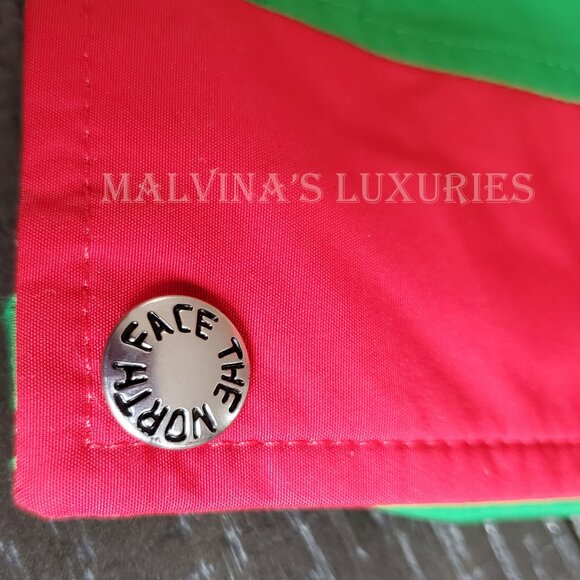 MALVINA'S LUXURIES
THE NORTH FACE